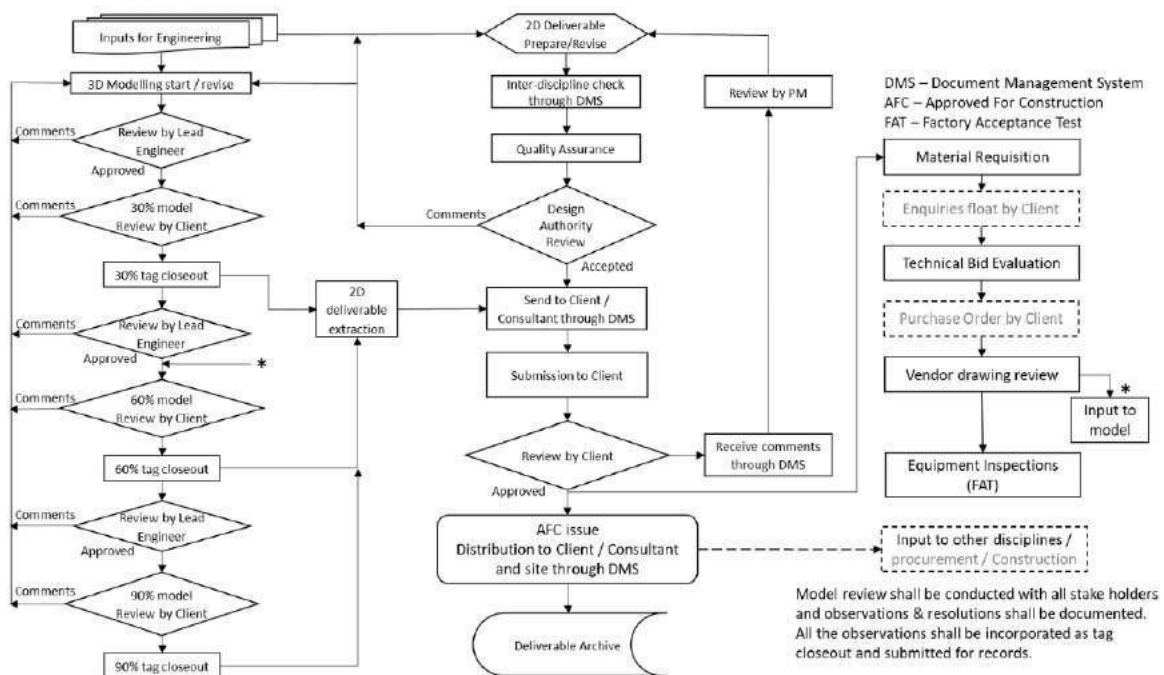 Inputs for Engineering
3D Modelling start / revise
Comments
Review by Lead
Engineer
Approved
Comments
30% model
Review by Client
30% tag closeout
Comments
Review by Lead
Engineer
Approved
*
Comments
60% model
Review by Client
60% tag closeout
Comments
Review by Lead
Engineer
Approved
Comments
90% model
Review by Client
90% tag closeout
2D
deliverable
extraction
2D Deliverable
Prepare/Revise
Inter-discipline check
through DMS
Quality Assurance
Comments
Design
Authority
Review
Accepted
Send to Client /
Consultant through DMS
Submission to Client
Review by Client
Approved
AFC issue
Distribution to Client / Consultant
and site through DMS
Deliverable Archive
Review by PM
Receive comments
through DMS
DMS – Document Management System
AFC – Approved For Construction
FAT – Factory Acceptance Test
Material Requisition
Enquiries float by Client
Technical Bid Evaluation
Purchase Order by Client
Vendor drawing review
*
Input to
model
Equipment Inspections
(FAT)
Input to other disciplines /
procurement / Construction
Model review shall be conducted with all stake holders
and observations & resolutions shall be documented.
All the observations shall be incorporated as tag
closeout and submitted for records.